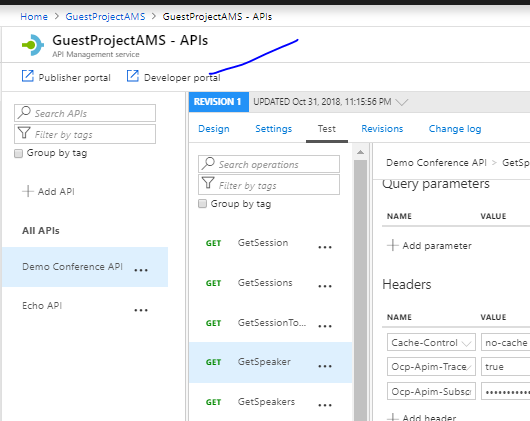 Home > GuestProjectAMS > GuestProjectAMS - APIs
GuestProjectAMS - APIs
API Management service
Publisher portal
Developer portal
Search APIs
Filter by tags
Group by tag
+ Add API
All APIs
Demo Conference API ...
Echo API ...
REVISION 1 UPDATED Oct 31, 2018, 11:15:56 PM
Design Settings Test Revisions Change log
Search operations
Filter by tags
Group by tag
GET GetSession ...
GET GetSessions ...
GET GetSessionTo... ...
GET GetSpeaker ...
GET GetSpeakers ...
Demo Conference API > GetSp
Query parameters
NAME VALUE
+ Add parameter
Headers
NAME VALUE
Cache-Control no-cache
Ocp-Apim-Trace true
Ocp-Apim-Subsc ••••••••••
+ Add header